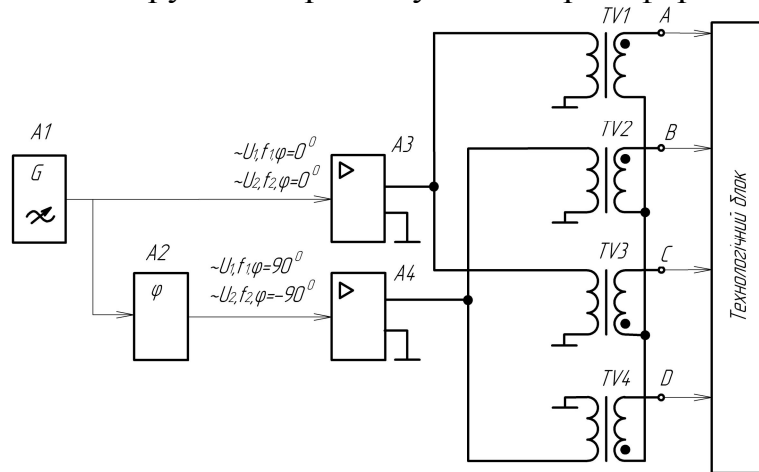 TV1
A
A1
G
~U1,f1,φ=0⁰
~U2,f2,φ=0⁰
A3
TV2
B
A2
φ
~U1,f1,φ=90⁰
~U2,f2,φ=-90⁰
A4
TV3
C
TV4
D
Технологічний блок